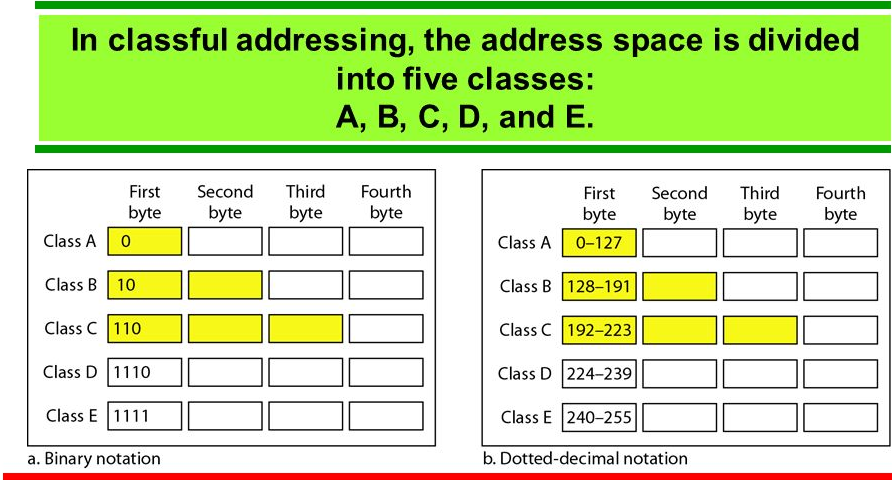 In classful addressing, the address space is divided
into five classes:
A, B, C, D, and E.
First Second Third Fourth
byte byte byte byte
Class A 0
Class B 10
Class C 110
Class D 1110
Class E 1111
a. Binary notation
First Second Third Fourth
byte byte byte byte
Class A 0–127
Class B 128–191
Class C 192–223
Class D 224–239
Class E 240–255
b. Dotted-decimal notation